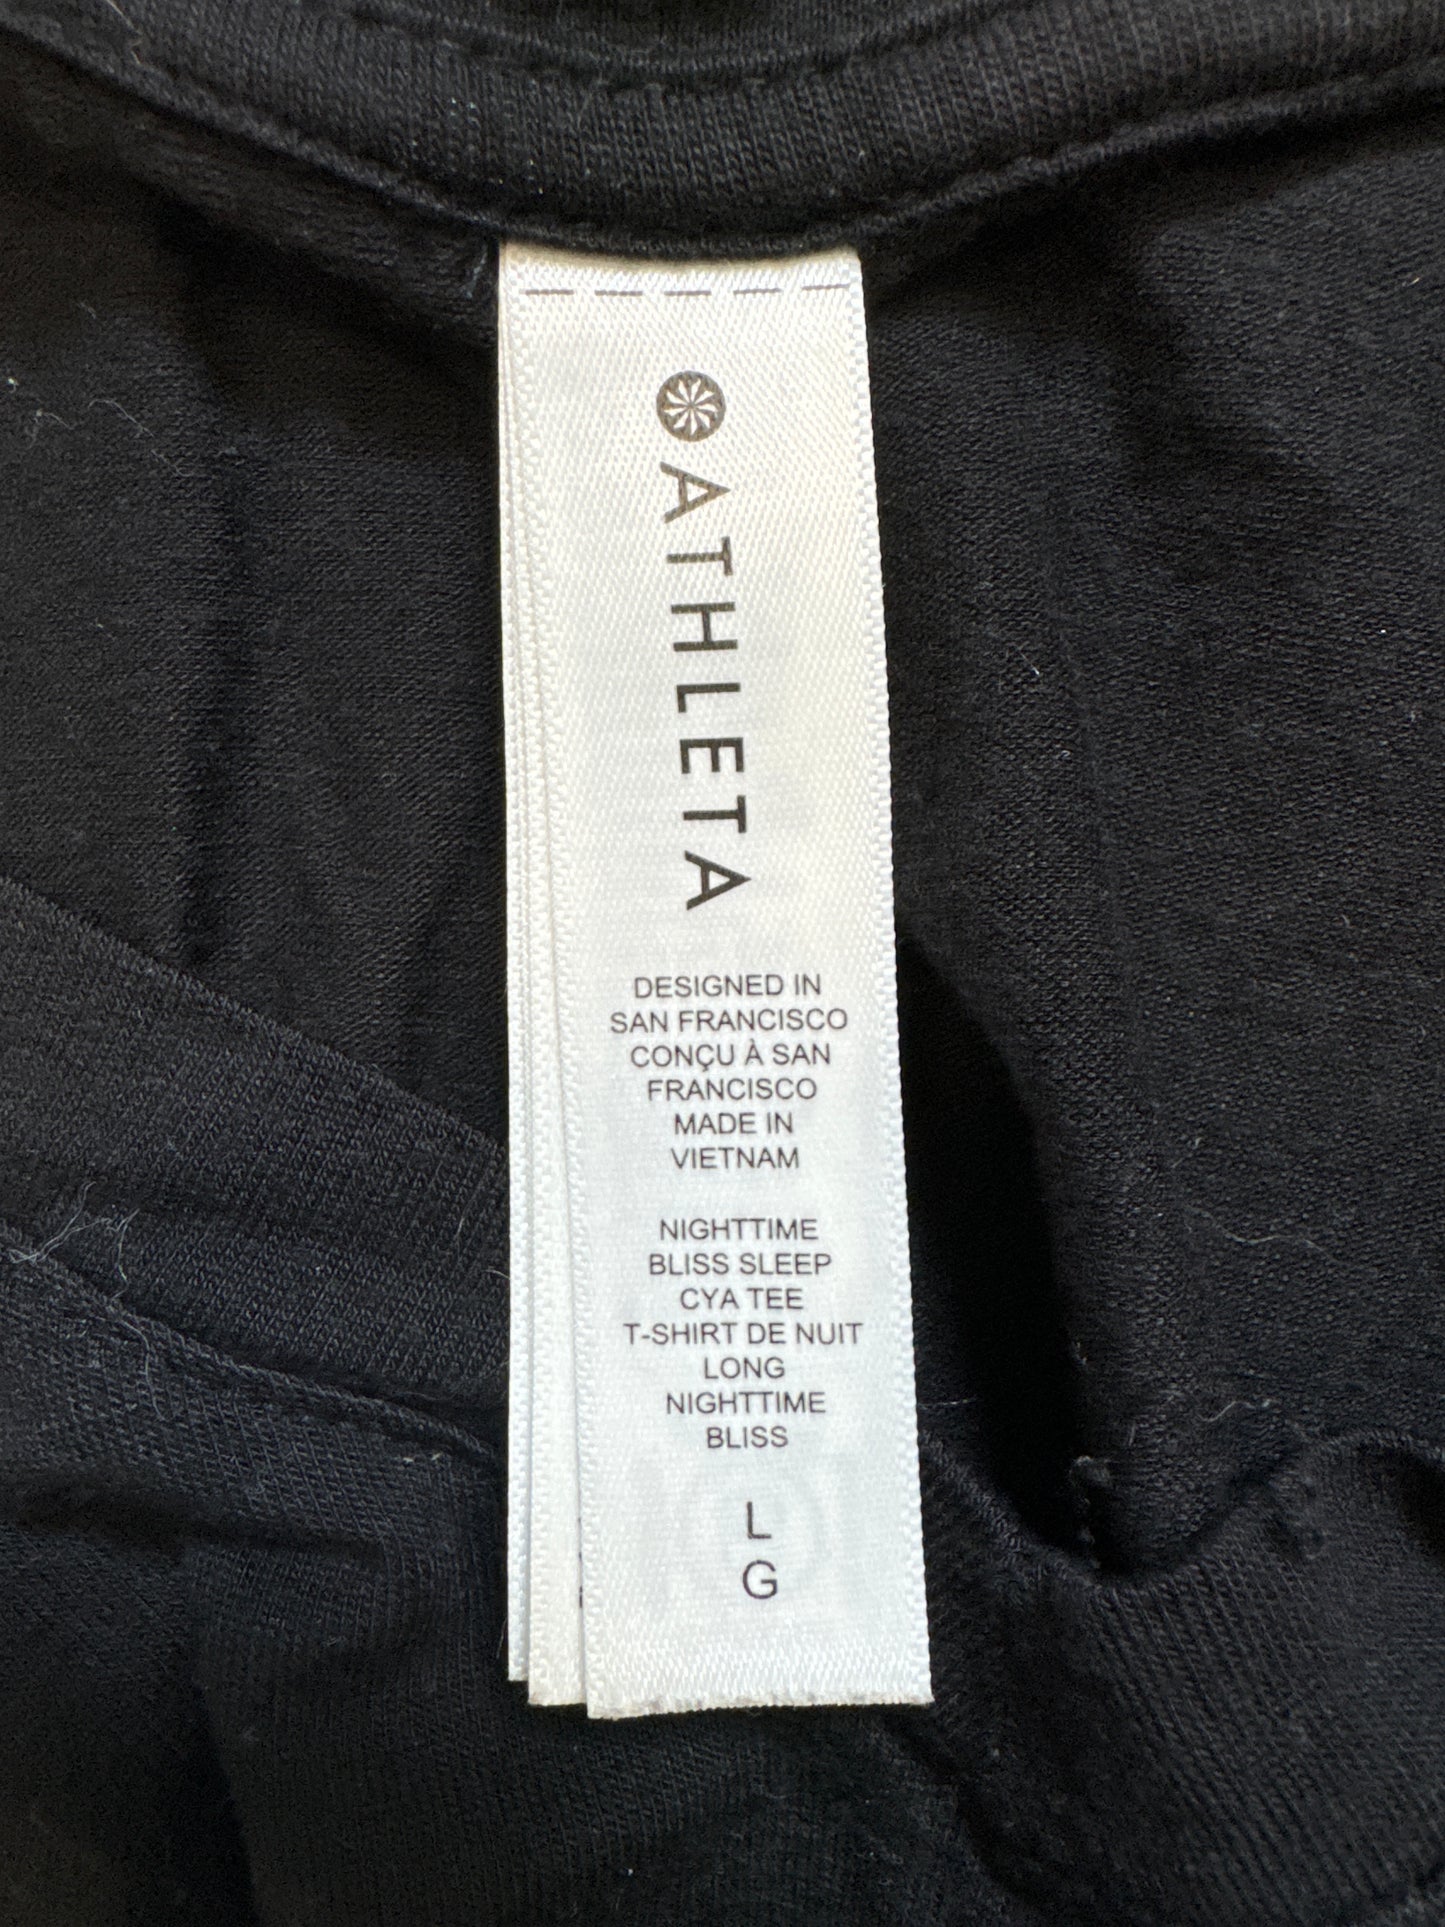 ATHLETA
DESIGNED IN
SAN FRANCISCO
CONÇU À SAN
FRANCISCO
MADE IN
VIETNAM
NIGHTTIME
BLISS SLEEP
CYA TEE
T-SHIRT DE NUIT
LONG
NIGHTTIME
BLISS
L
G